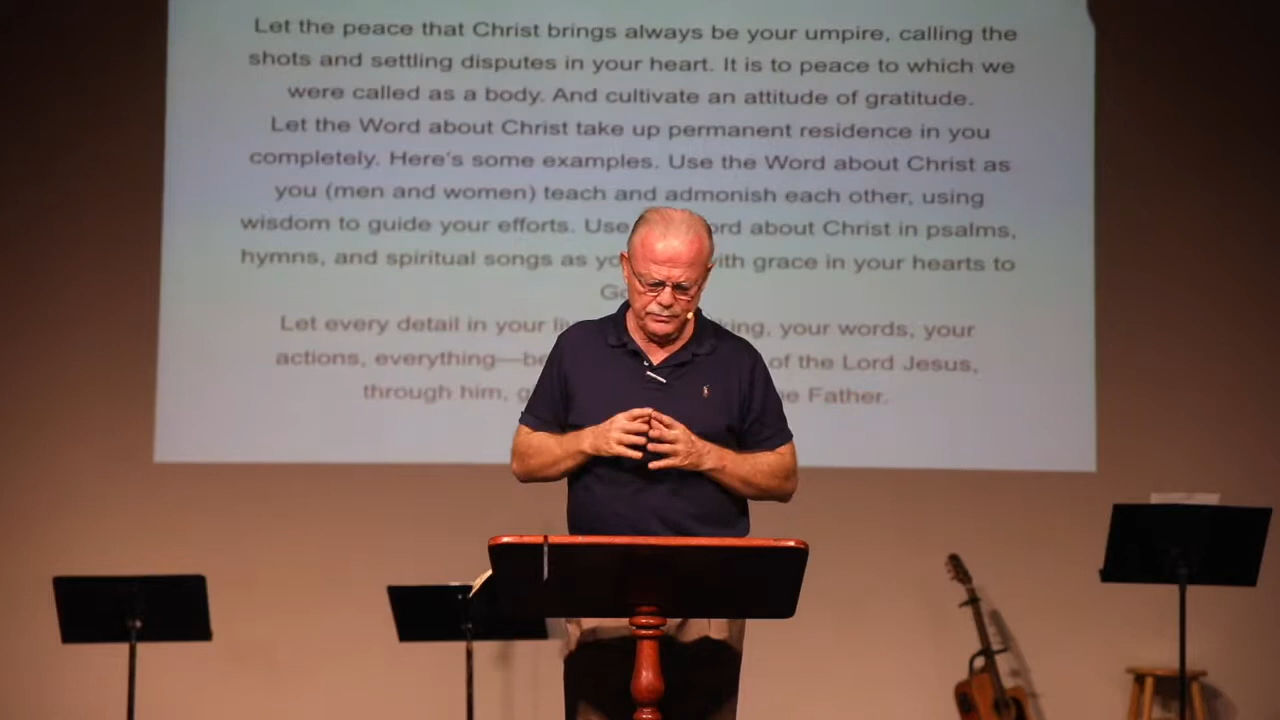 Let the peace that Christ brings always be your umpire, calling the
shots and settling disputes in your heart. It is to peace to which we
were called as a body. And cultivate an attitude of gratitude.
Let the Word about Christ take up permanent residence in you
completely. Here's some examples. Use the Word about Christ as
you (men and women) teach and admonish each other, using
wisdom to guide your efforts. Use about Christ in psalms,
hymns, and spiritual songs as grace in your hearts to
Let every detail in your your words, your
actions, everything— of the Lord Jesus,
through him, Father.